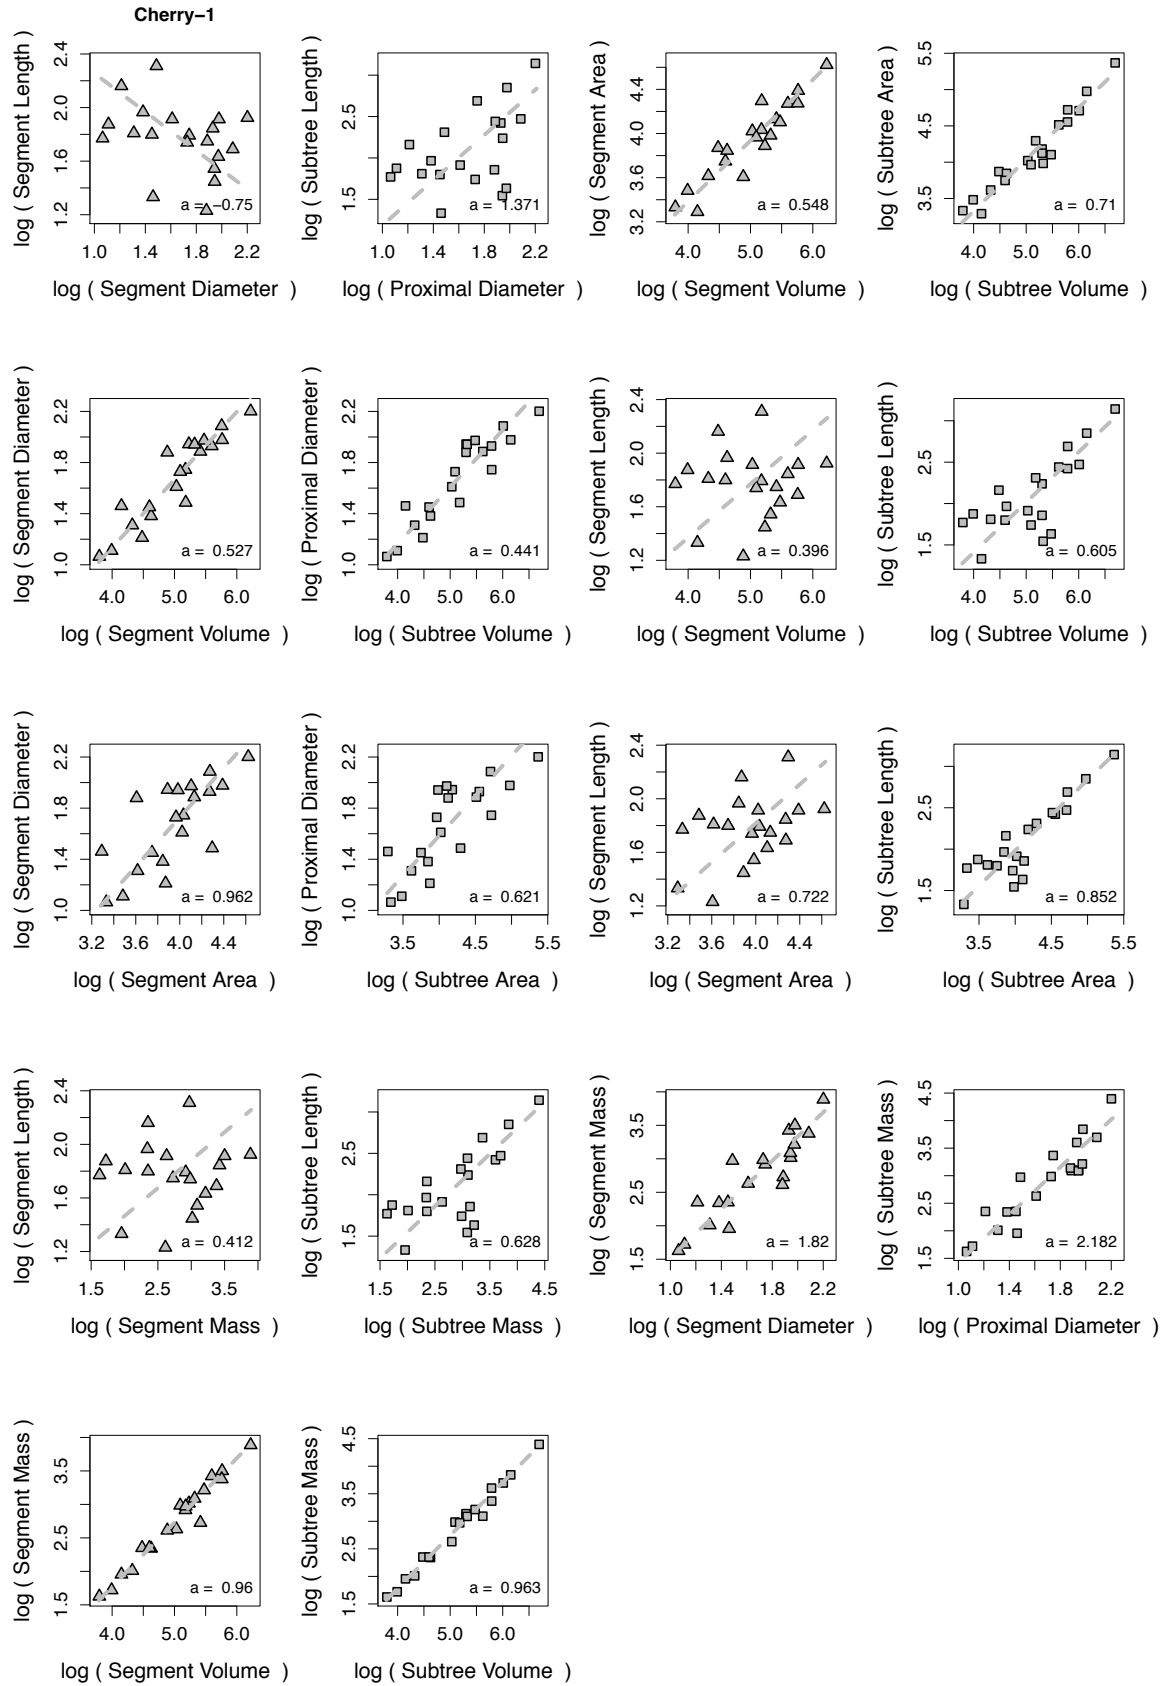 Cherry−1
log ( Segment Length )
2.4
2.0
1.6
1.2
a = −0.75
1.0 1.4 1.8 2.2
log ( Segment Diameter )
log ( Subtree Length )
2.5
1.5
a = 1.371
1.0 1.4 1.8 2.2
log ( Proximal Diameter )
log ( Segment Area )
4.4
4.0
3.6
3.2
a = 0.548
4.0 5.0 6.0
log ( Segment Volume )
log ( Subtree Area )
5.5
4.5
3.5
a = 0.71
4.0 5.0 6.0
log ( Subtree Volume )
log ( Segment Diameter )
2.2
1.8
1.4
1.0
a = 0.527
4.0 5.0 6.0
log ( Segment Volume )
log ( Proximal Diameter )
2.2
1.8
1.4
1.0
a = 0.441
4.0 5.0 6.0
log ( Subtree Volume )
log ( Segment Length )
2.4
2.0
1.6
1.2
a = 0.396
4.0 5.0 6.0
log ( Segment Volume )
log ( Subtree Length )
2.5
1.5
a = 0.605
4.0 5.0 6.0
log ( Subtree Volume )
log ( Segment Diameter )
2.2
1.8
1.4
1.0
a = 0.962
3.2 3.6 4.0 4.4
log ( Segment Area )
log ( Proximal Diameter )
2.2
1.8
1.4
1.0
a = 0.621
3.5 4.5 5.5
log ( Subtree Area )
log ( Segment Length )
2.4
2.0
1.6
1.2
a = 0.722
3.2 3.6 4.0 4.4
log ( Segment Area )
log ( Subtree Length )
2.5
1.5
a = 0.852
3.5 4.5 5.5
log ( Subtree Area )
log ( Segment Length )
2.4
2.0
1.6
1.2
a = 0.412
1.5 2.5 3.5
log ( Segment Mass )
log ( Subtree Length )
2.5
1.5
a = 0.628
1.5 2.5 3.5 4.5
log ( Subtree Mass )
log ( Segment Mass )
3.5
2.5
1.5
a = 1.82
1.0 1.4 1.8 2.2
log ( Segment Diameter )
log ( Subtree Mass )
4.5
3.5
2.5
1.5
a = 2.182
1.0 1.4 1.8 2.2
log ( Proximal Diameter )
log ( Segment Mass )
3.5
2.5
1.5
a = 0.96
4.0 5.0 6.0
log ( Segment Volume )
log ( Subtree Mass )
4.5
3.5
2.5
1.5
a = 0.963
4.0 5.0 6.0
log ( Subtree Volume )